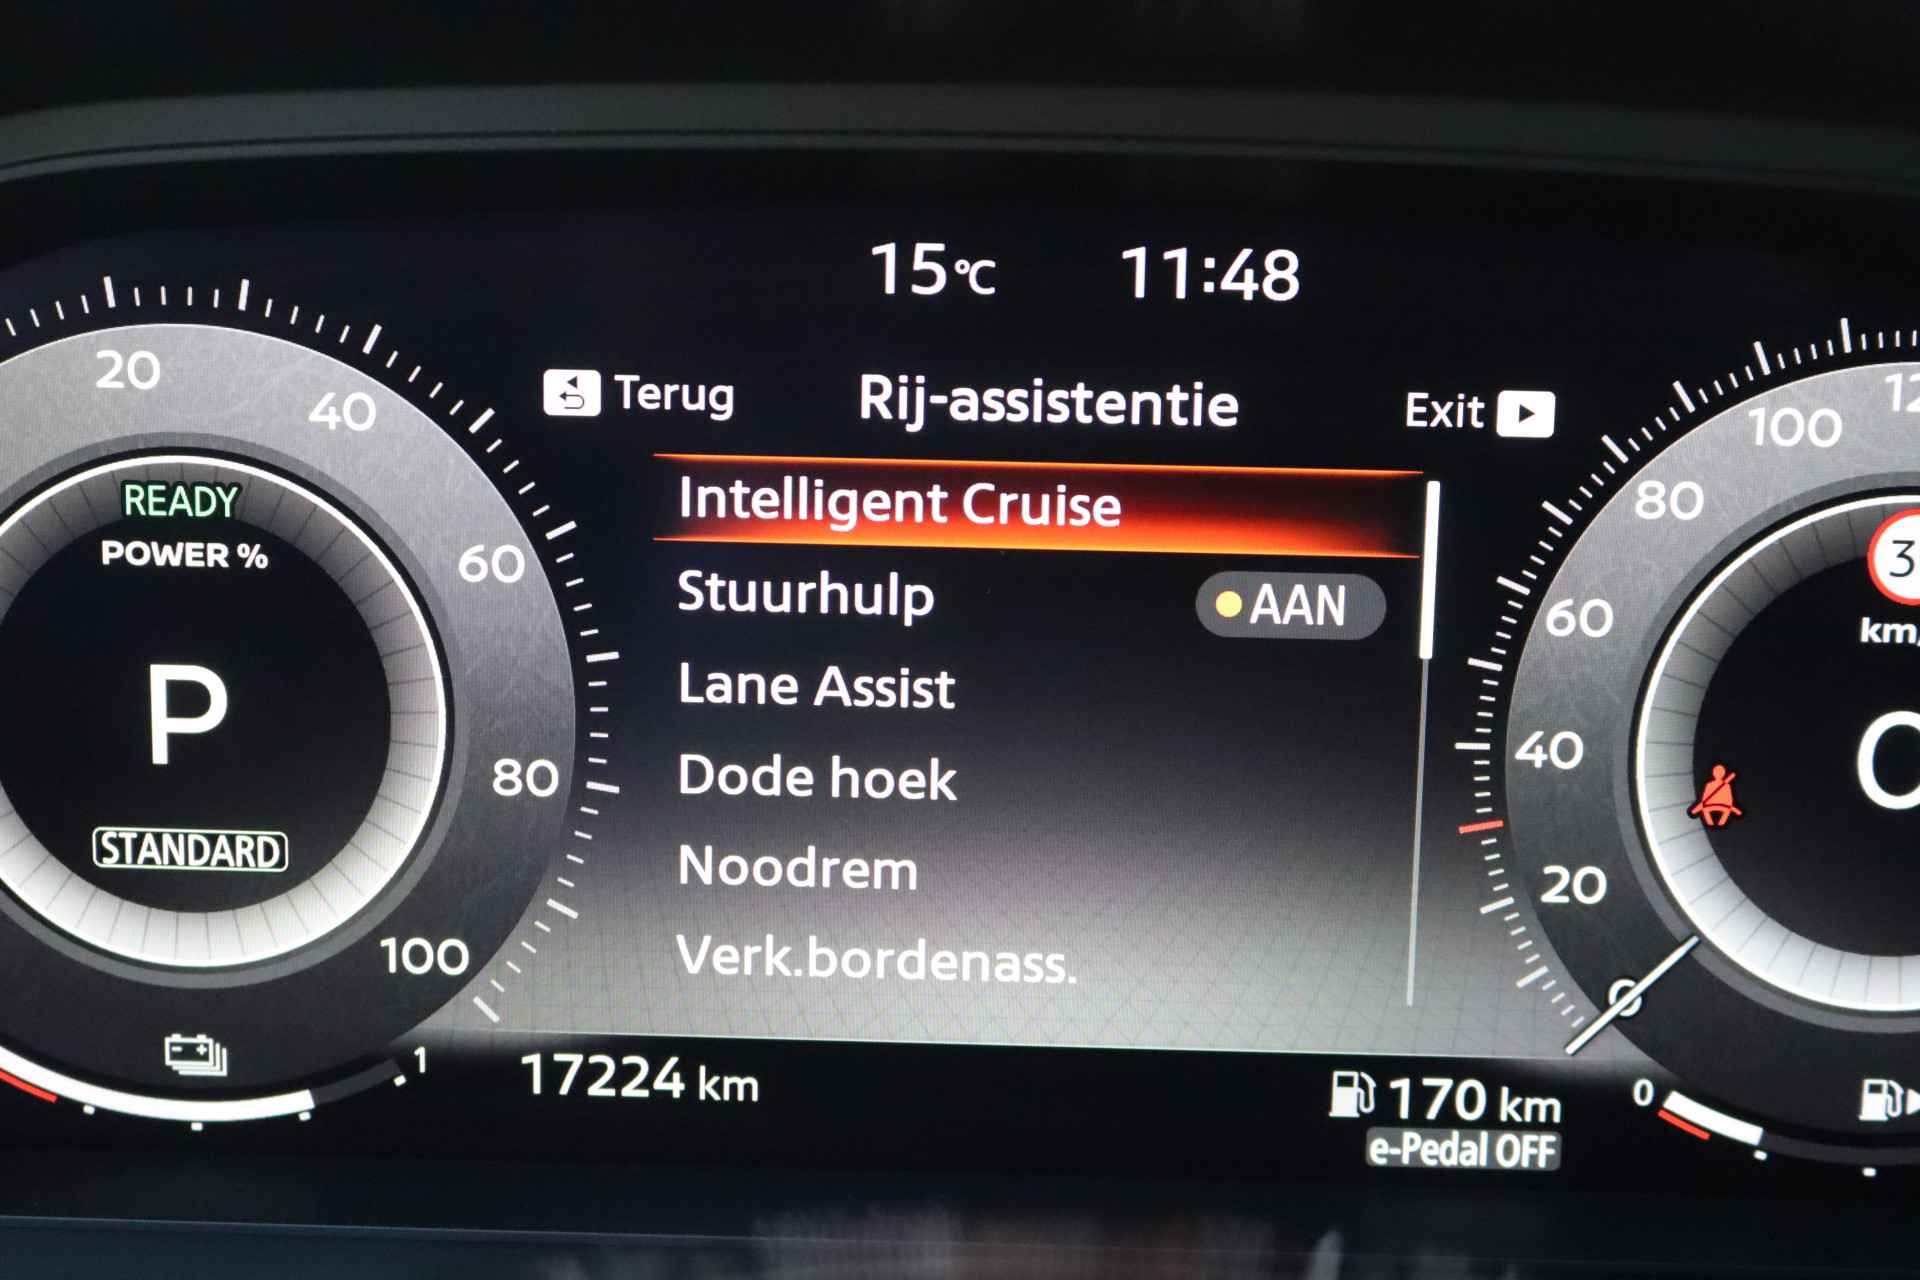 15°C 11:48
Terug Rij-assistentie Exit
Intelligent Cruise
Stuurhulp AAN
Lane Assist
Dode hoek
Noodrem
Verk.bordenass.
17224 km
170 km
e-Pedal OFF
READY
POWER %
P
STANDARD
20
40
60
80
100
1
100
80
60
40
20
0
0